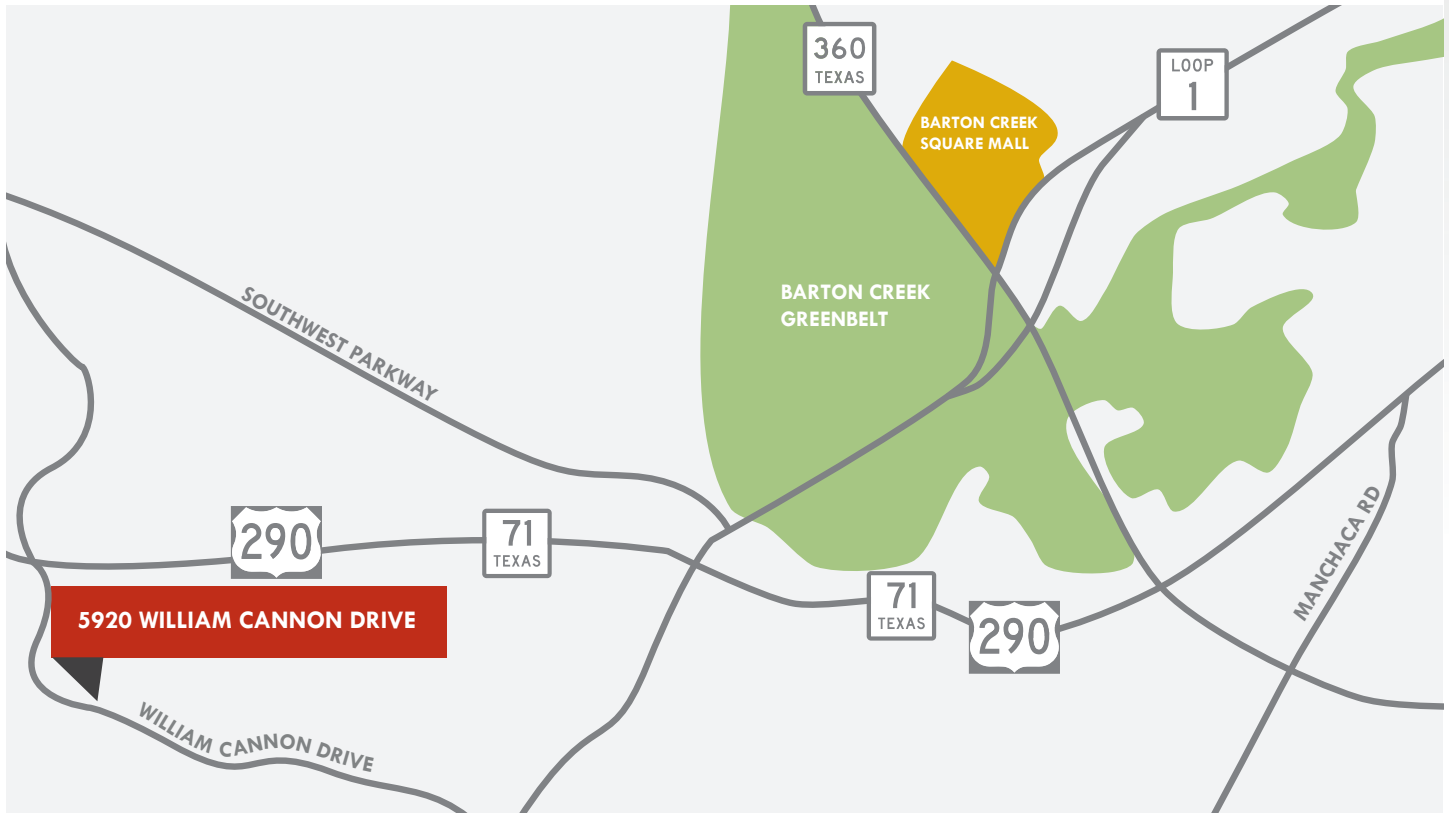 360
TEXAS
LOOP
1
BARTON CREEK
SQUARE MALL
BARTON CREEK
GREENBELT
SOUTHWEST PARKWAY
290
71
TEXAS
5920 WILLIAM CANNON DRIVE
71
TEXAS
290
MANCHACA RD
WILLIAM CANNON DRIVE